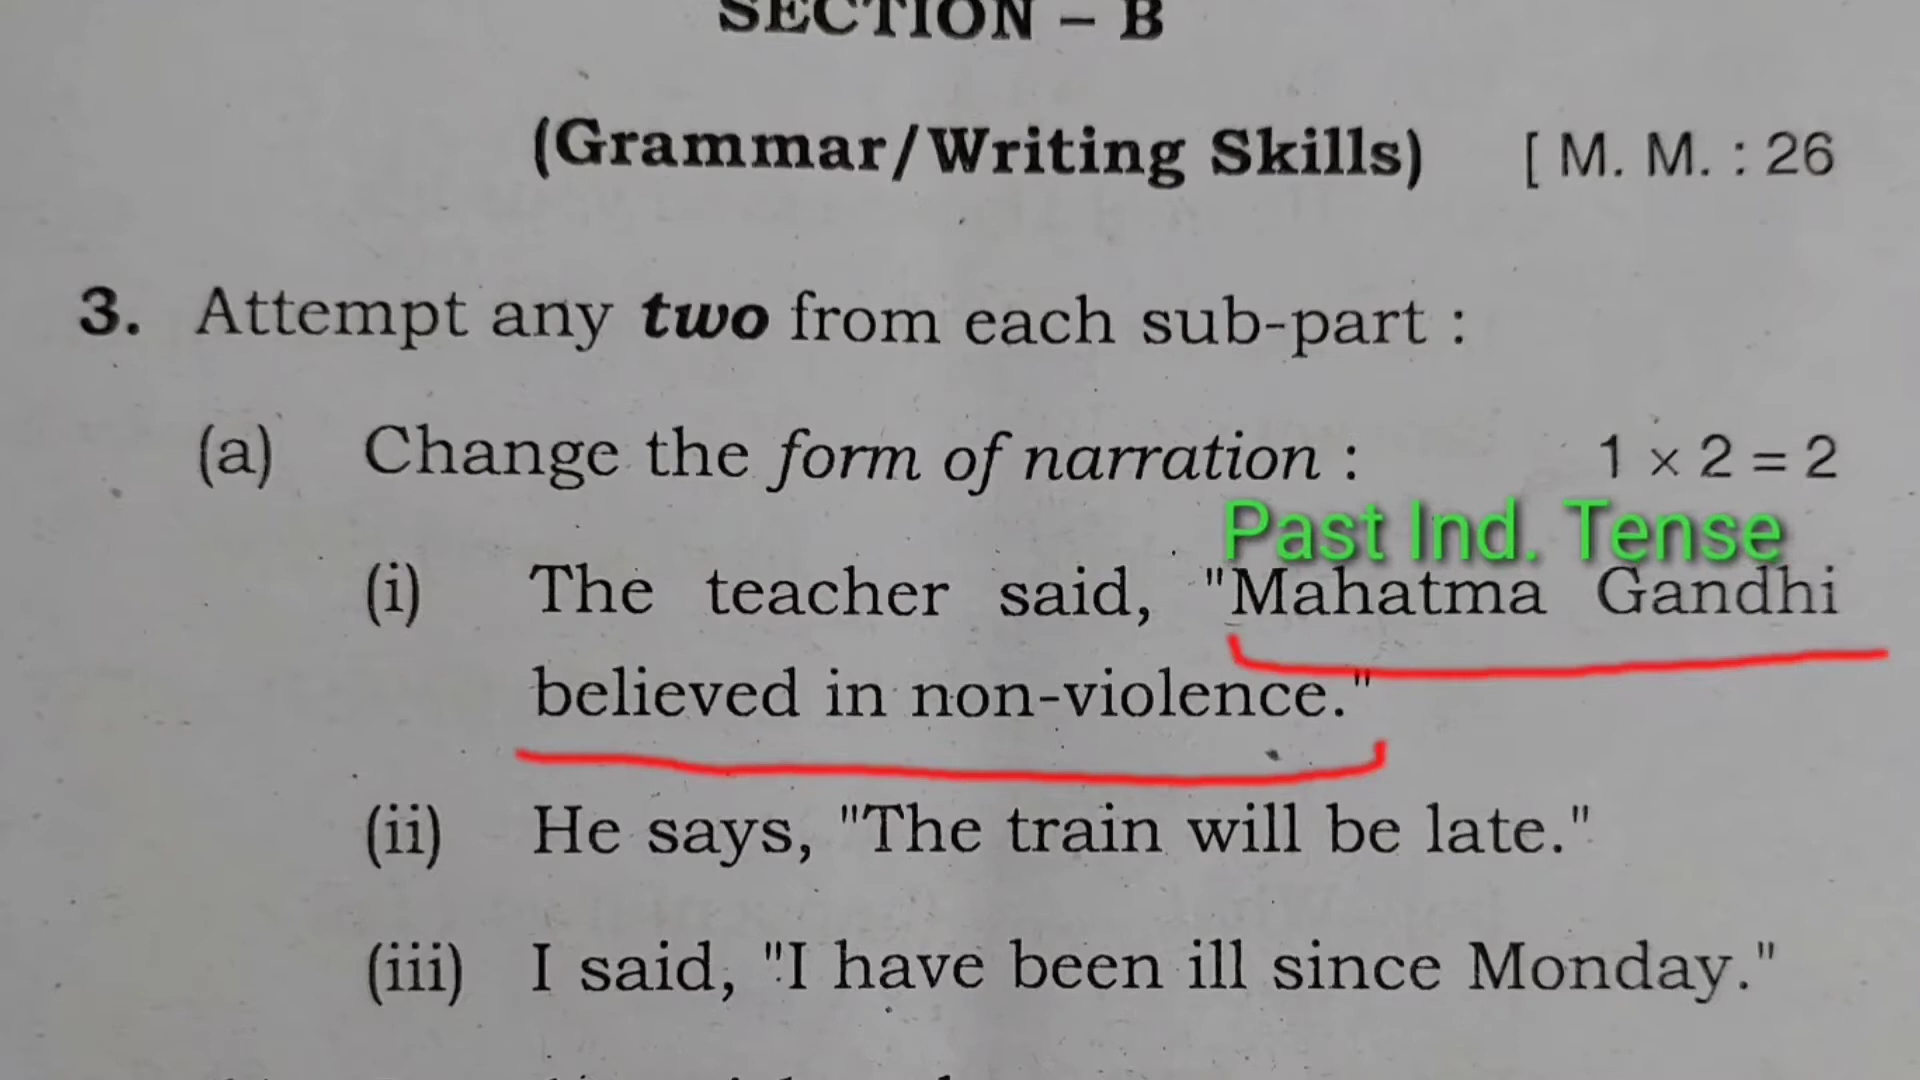 SECTION – B
(Grammar/Writing Skills) [ M. M. : 26
3. Attempt any two from each sub-part :
(a) Change the form of narration : 1 × 2 = 2
Past Ind. Tense
(i) The teacher said, "Mahatma Gandhi
believed in non-violence."
(ii) He says, "The train will be late."
(iii) I said, "I have been ill since Monday."